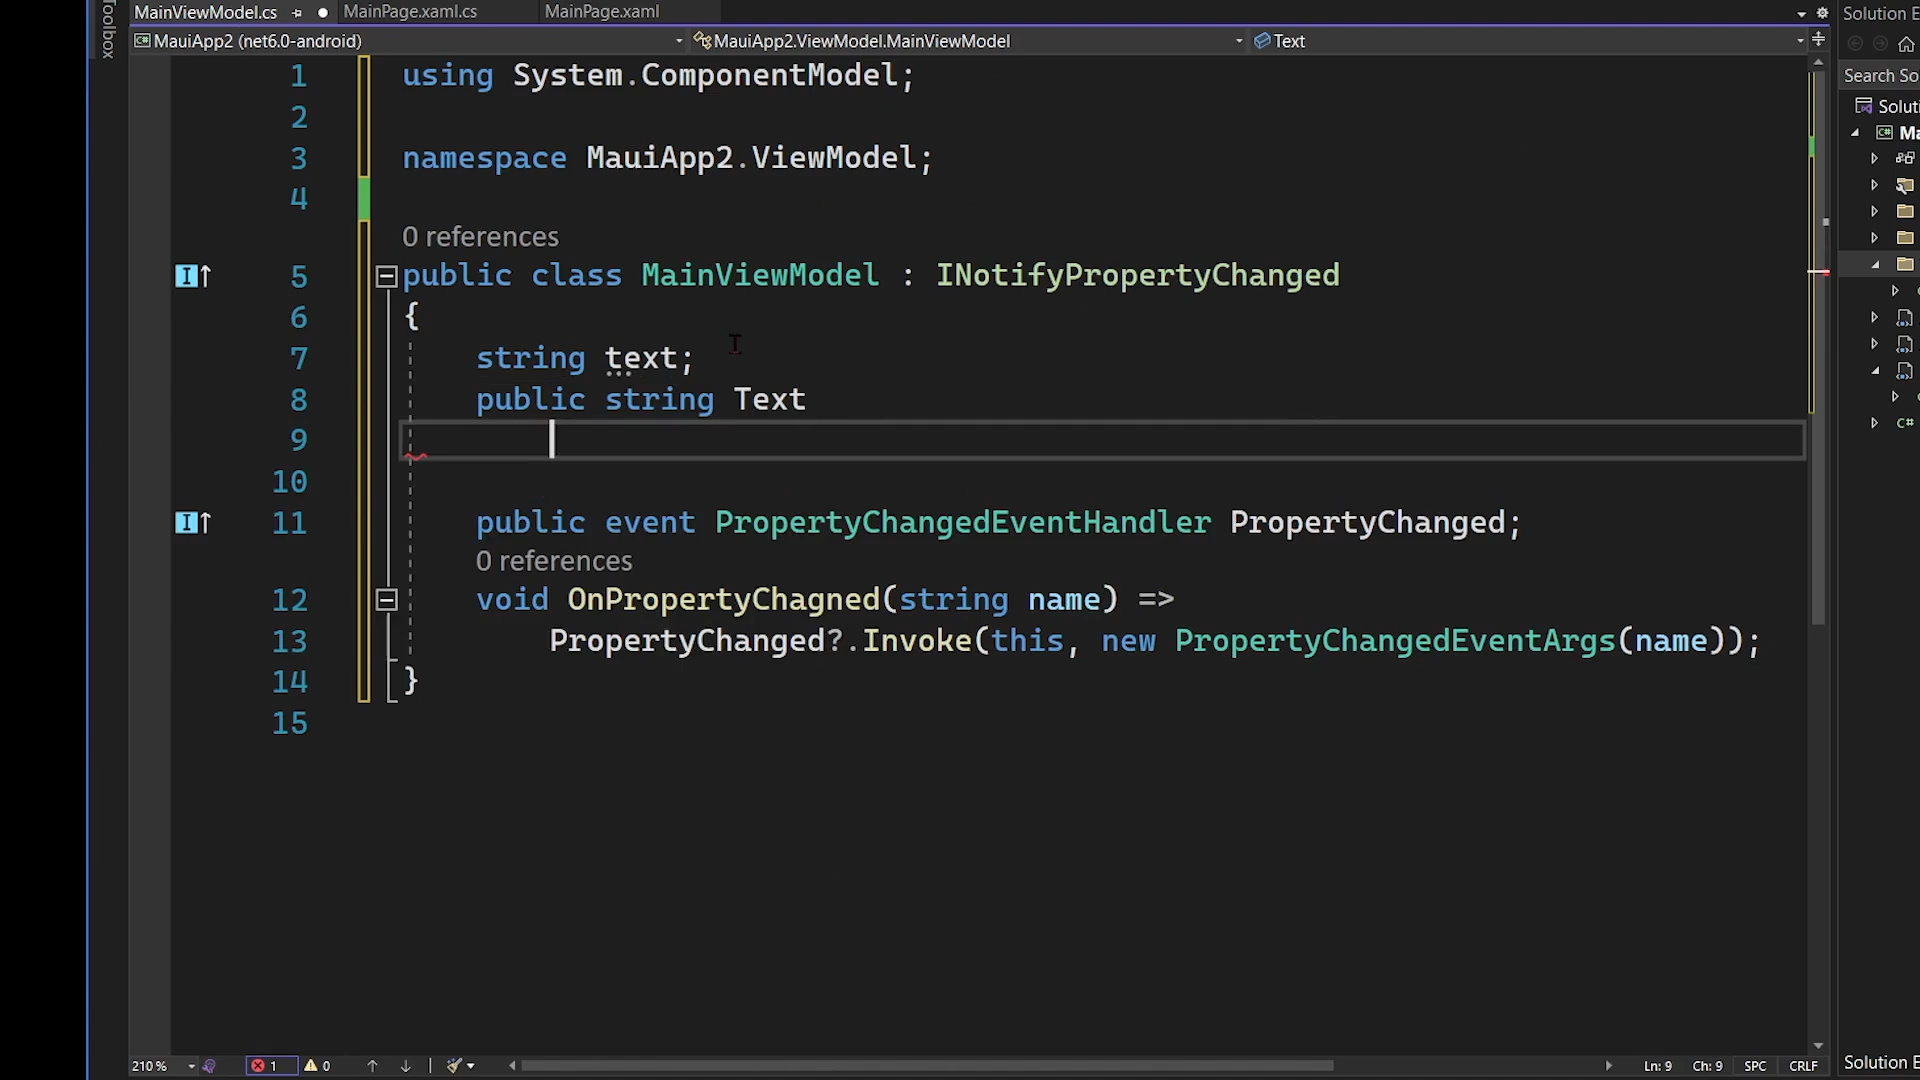 Toolbox
MainViewModel.cs MainPage.xaml.cs MainPage.xaml
Solution E
MauiApp2 (net6.0-android) MauiApp2.ViewModel.MainViewModel Text
Search So
Soluti
Ma
C#
1 using System.ComponentModel;
2
3 namespace MauiApp2.ViewModel;
4
0 references
5 public class MainViewModel : INotifyPropertyChanged
6 {
7 string text;
8 public string Text
9
10
11 public event PropertyChangedEventHandler PropertyChanged;
0 references
12 void OnPropertyChagned(string name) =>
13 PropertyChanged?.Invoke(this, new PropertyChangedEventArgs(name));
14 }
15
210 % 1 0 Ln: 9 Ch: 9 SPC CRLF
Solution E